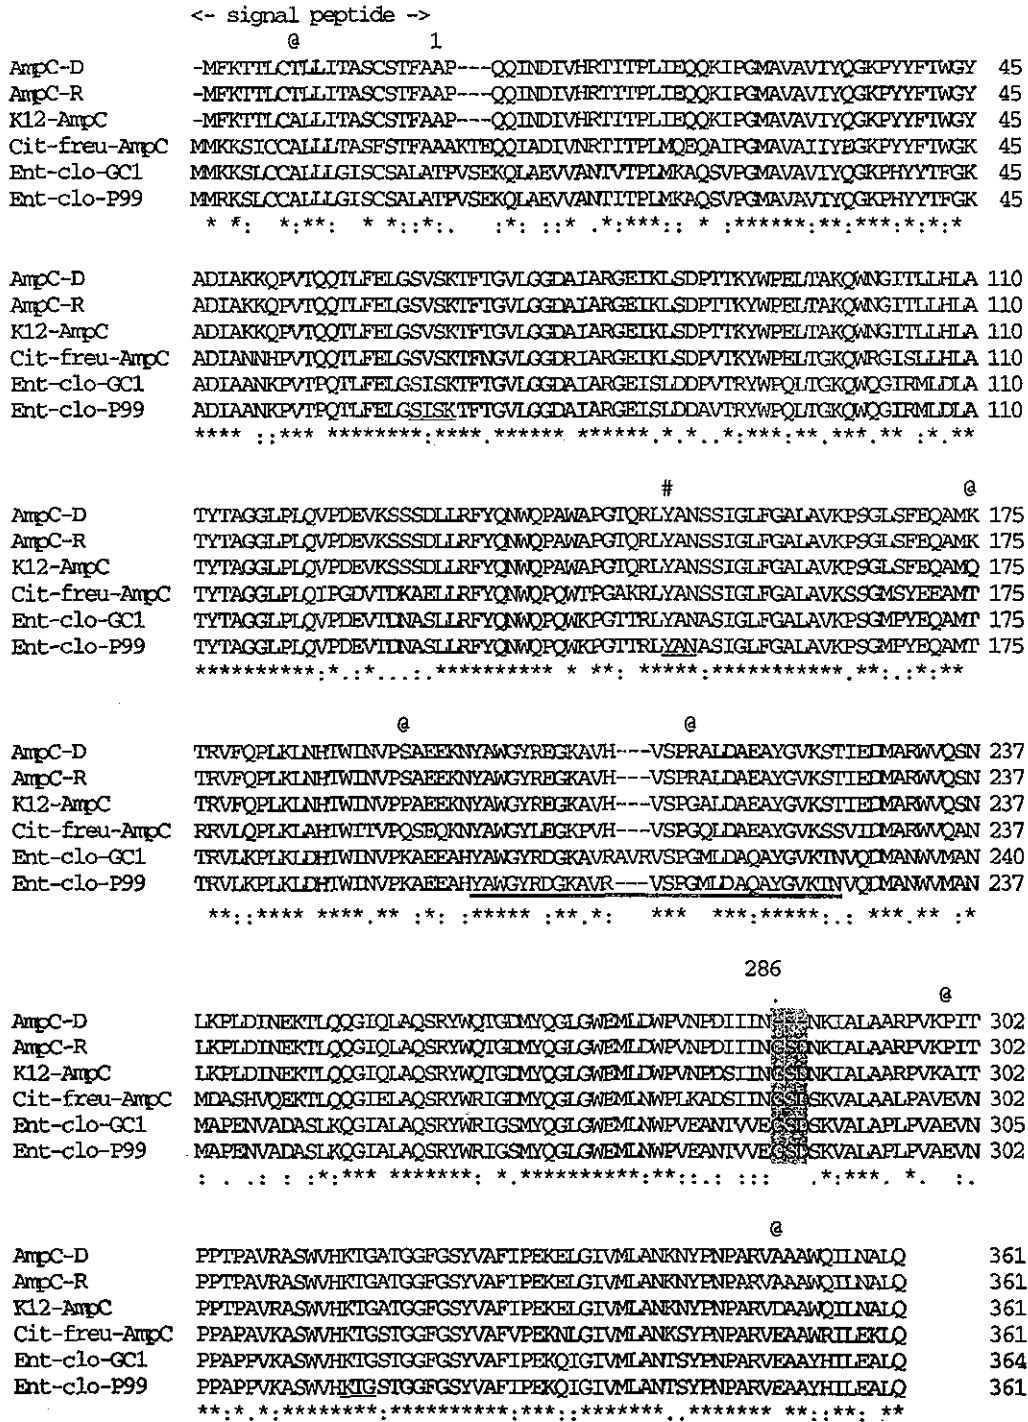 <- signal peptide ->
@ 1
AmpC-D -MFKTTLCTLLITASCSTFAAP---QQINDIVHRTITPLIEQQKIPGMAVAVIYQGKPYYFTWGY 45
AmpC-R -MFKTTLCTLLITASCSTFAAP---QQINDIVHRTITPLIEQQKIPGMAVAVIYQGKPYYFTWGY 45
K12-AmpC -MFKTTLCALLITASCSTFAAP---QQINDIVHRTITPLIEQQKIPGMAVAVIYQGKPYYFTWGY 45
Cit-freu-AmpC MMKKSICCALLLTASFSTFAAAKTEQQIADIVNRTITPLMQEQAIPGMAVAIIYEGKPYYFTWGK 45
Ent-clo-GC1 MMKKSLCCALLLGISCSALATPVSEKQLAEVVANTVTPLMKAQSVPGMAVAVIYQGKPHYYTFGK 45
Ent-clo-P99 MMRKSLCCALLLGISCSALATPVSEKQLAEVVANTITPLMKAQSVPGMAVAVIYQGKPHYYTFGK 45
* *: *:**: * *::*:. :*: ::* .*:***:: * :******:**:***:*:*:*
AmpC-D ADIAKKQPVTQQTLFELGSVSKTFTGVLGGDAIARGEIKLSDPTTKYWPELTAKQWNGITLLHLA 110
AmpC-R ADIAKKQPVTQQTLFELGSVSKTFTGVLGGDAIARGEIKLSDPTTKYWPELTAKQWNGITLLHLA 110
K12-AmpC ADIAKKQPVTQQTLFELGSVSKTFTGVLGGDAIARGEIKLSDPTTKYWPELTAKQWNGITLLHLA 110
Cit-freu-AmpC ADIANNHPVTQQTLFELGSVSKTFNGVLGGDRIARGEIKLSDPVTKYWPELTGKQWRGISLLHLA 110
Ent-clo-GC1 ADIAANKPVTPQTLFELGSISKTFTGVLGGDAIARGEISLDDPVTRYWPQLTGKQWQGIRMLDLA 110
Ent-clo-P99 ADIAANKPVTPQTLFELGSISKTFTGVLGGDAIARGEISLDDAVTRYWPQLTGKQWQGIRMLDLA 110
**** ::*** ********:****.****** ******.*.*..*:***:**.***.** :*.**
# @
AmpC-D TYTAGGLPLQVPDEVKSSSDLLRFYQNWQPAWAPGTQRLYANSSIGLFGALAVKPSGLSFEQAMK 175
AmpC-R TYTAGGLPLQVPDEVKSSSDLLRFYQNWQPAWAPGTQRLYANSSIGLFGALAVKPSGLSFEQAMK 175
K12-AmpC TYTAGGLPLQVPDEVKSSSDLLRFYQNWQPAWAPGTQRLYANSSIGLFGALAVKPSGLSFEQAMQ 175
Cit-freu-AmpC TYTAGGLPLQIPGDVTDKAELLRFYQNWQPQWTPGAKRLYANSSIGLFGALAVKSSGMSYEEAMT 175
Ent-clo-GC1 TYTAGGLPLQVPDEVTDNASLLRFYQNWQPQWKPGTTRLYANASIGLFGALAVKPSGMPYEQAMT 175
Ent-clo-P99 TYTAGGLPLQVPDEVTDNASLLRFYQNWQPQWKPGTTRLYANASIGLFGALAVKPSGMPYEQAMT 175
**********:*.:*...:.********** * **: *****:***********.**:.:*:**
@ @
AmpC-D TRVFQPLKLNHTWINVPSAEEKNYAWGYREGKAVH---VSPRALDAEAYGVKSTIEDMARWVQSN 237
AmpC-R TRVFQPLKLNHTWINVPSAEEKNYAWGYREGKAVH---VSPRALDAEAYGVKSTIEDMARWVQSN 237
K12-AmpC TRVFQPLKLNHTWINVPPAEEKNYAWGYREGKAVH---VSPGALDAEAYGVKSTIEDMARWVQSN 237
Cit-freu-AmpC RRVLQPLKLAHTWITVPQSEQKNYAWGYLEGKPVH---VSPGQLDAEAYGVKSSVIDMARWVQAN 237
Ent-clo-GC1 TRVLKPLKLDHTWINVPKAEEAHYAWGYRDGKAVRAVRVSPGMLDAQAYGVKTNVQDMANWVMAN 240
Ent-clo-P99 TRVLKPLKLDHTWINVPKAEEAHYAWGYRDGKAVR---VSPGMLDAQAYGVKTNVQDMANWVMAN 237
**::**** ****.** :*: :***** :**.*: *** ***:*****:.: ***.** :*
286
. @
AmpC-D LKPLDINEKTLQQGIQLAQSRYWQTGDMYQGLGWEMLDWPVNPDIIIN---NKIALAARPVKPIT 302
AmpC-R LKPLDINEKTLQQGIQLAQSRYWQTGDMYQGLGWEMLDWPVNPDIIINGSDNKIALAARPVKPIT 302
K12-AmpC LKPLDINEKTLQQGIQLAQSRYWQTGDMYQGLGWEMLDWPVNPDSIINGSDNKIALAARPVKAIT 302
Cit-freu-AmpC MDASHVQEKTLQQGIELAQSRYWRIGDMYQGLGWEMLNWPLKADSIINGSDSKVALAALPAVEVN 302
Ent-clo-GC1 MAPENVADASLKQGIALAQSRYWRIGSMYQGLGWEMLNWPVEANTVVEGSDSKVALAPLPVAEVN 305
Ent-clo-P99 MAPENVADASLKQGIALAQSRYWRIGSMYQGLGWEMLNWPVEANTVVEGSDSKVALAPLPVAEVN 302
: . .: : :*:*** *******: *.**********:**::.: ::: .*:***. *. :.
@
AmpC-D PPTPAVRASWVHKTGATGGFGSYVAFIPEKELGIVMLANKNYPNPARVAAAWQILNALQ 361
AmpC-R PPTPAVRASWVHKTGATGGFGSYVAFIPEKELGIVMLANKNYPNPARVAAAWQILNALQ 361
K12-AmpC PPTPAVRASWVHKTGATGGFGSYVAFIPEKELGIVMLANKNYPNPARVDAAWQILNALQ 361
Cit-freu-AmpC PPAPAVKASWVHKTGSTGGFGSYVAFVPEKNLGIVMLANKSYPNPARVEAAWRILEKLQ 361
Ent-clo-GC1 PPAPPVKASWVHKTGSTGGFGSYVAFIPEKQIGIVMLANTSYPNPARVEAAYHILEALQ 364
Ent-clo-P99 PPAPPVKASWVHKTGSTGGFGSYVAFIPEKQIGIVMLANTSYPNPARVEAAYHILEALQ 361
**:*.*:********:**********:***::*******..******* **::**: **